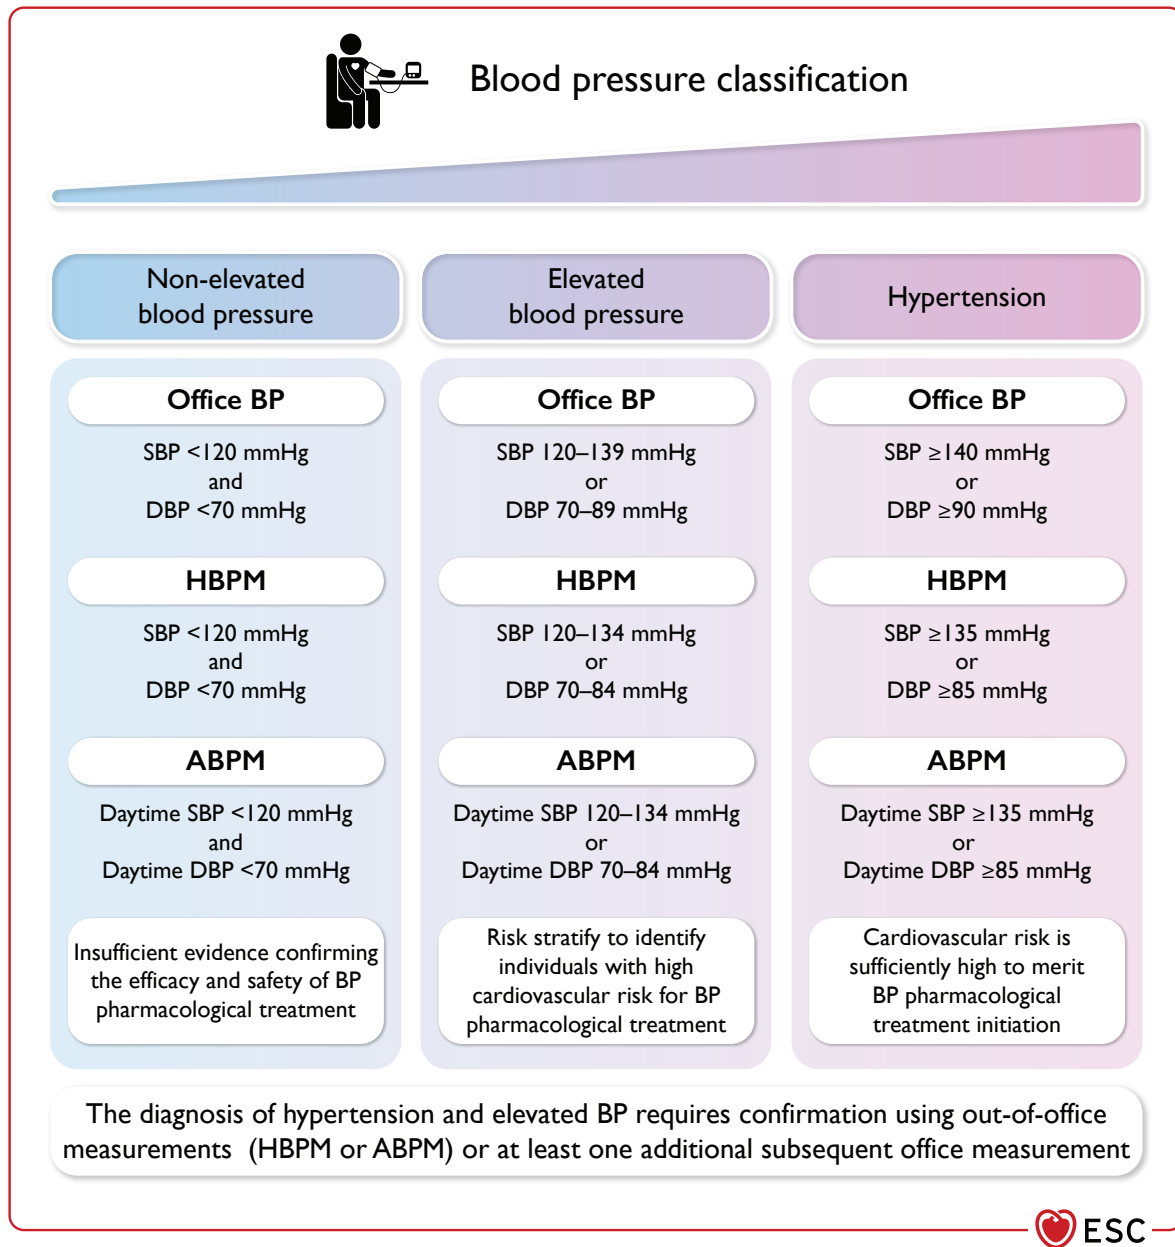 Blood pressure classification
Non-elevated
blood pressure
Office BP
SBP <120 mmHg
and
DBP <70 mmHg
HBPM
SBP <120 mmHg
and
DBP <70 mmHg
ABPM
Daytime SBP <120 mmHg
and
Daytime DBP <70 mmHg
Insufficient evidence confirming
the efficacy and safety of BP
pharmacological treatment
Elevated
blood pressure
Office BP
SBP 120–139 mmHg
or
DBP 70–89 mmHg
HBPM
SBP 120–134 mmHg
or
DBP 70–84 mmHg
ABPM
Daytime SBP 120–134 mmHg
or
Daytime DBP 70–84 mmHg
Risk stratify to identify
individuals with high
cardiovascular risk for BP
pharmacological treatment
Hypertension
Office BP
SBP ≥140 mmHg
or
DBP ≥90 mmHg
HBPM
SBP ≥135 mmHg
or
DBP ≥85 mmHg
ABPM
Daytime SBP ≥135 mmHg
or
Daytime DBP ≥85 mmHg
Cardiovascular risk is
sufficiently high to merit
BP pharmacological
treatment initiation
The diagnosis of hypertension and elevated BP requires confirmation using out-of-office
measurements (HBPM or ABPM) or at least one additional subsequent office measurement
ESC